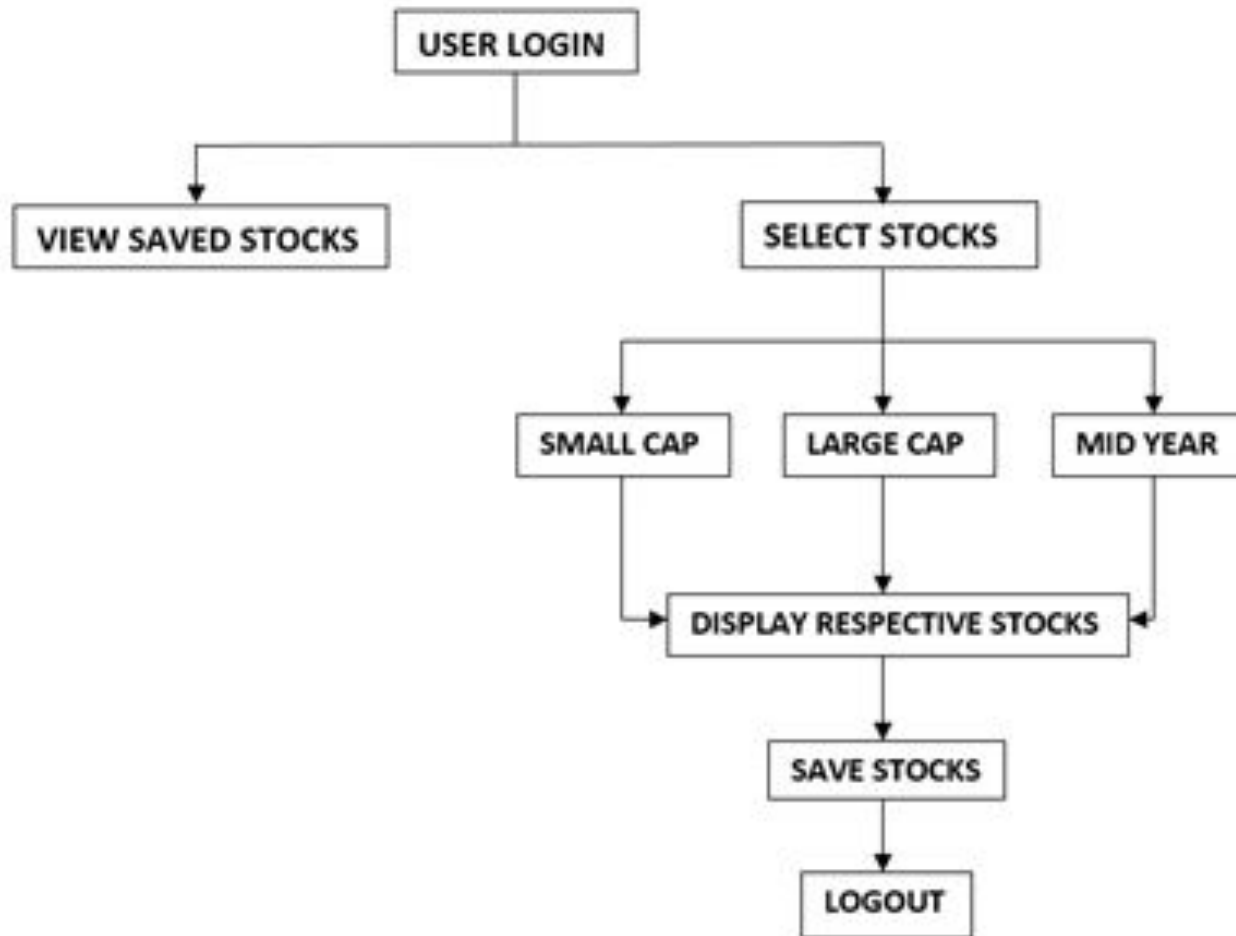 USER LOGIN
VIEW SAVED STOCKS
SELECT STOCKS
SMALL CAP
LARGE CAP
MID YEAR
DISPLAY RESPECTIVE STOCKS
SAVE STOCKS
LOGOUT